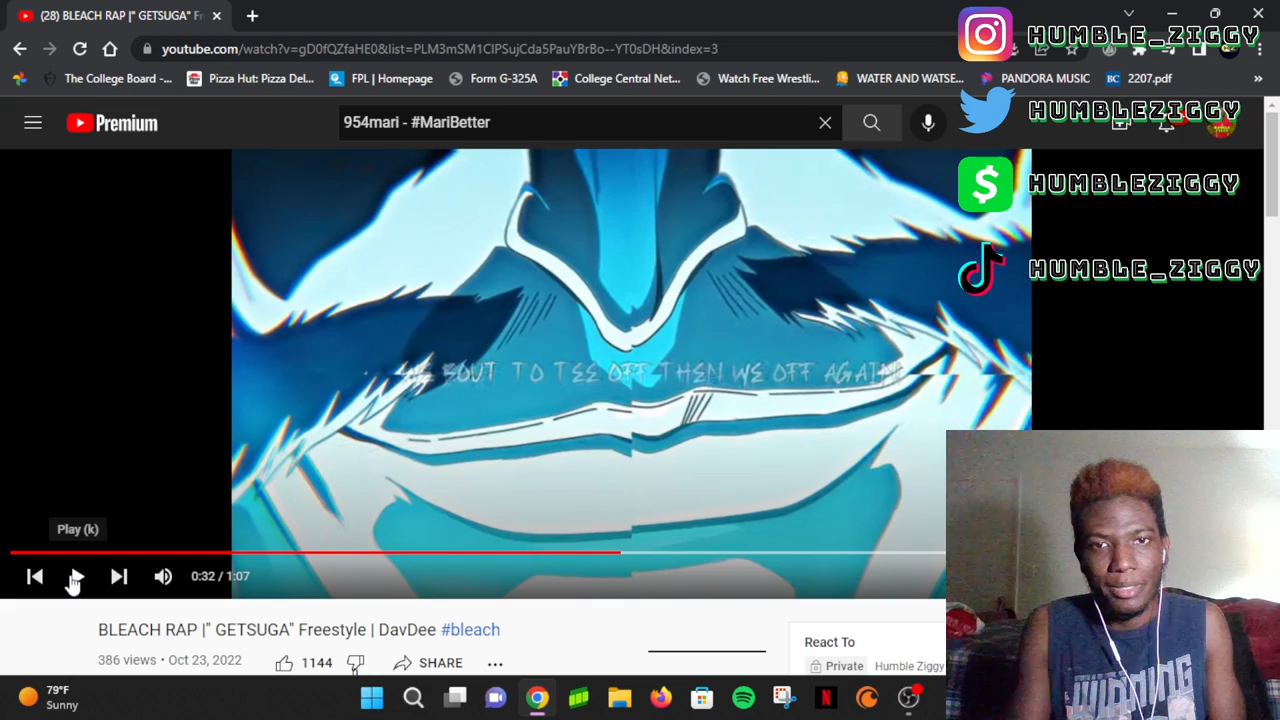 (28) BLEACH RAP |" GETSUGA" Fr
HUMBLE_ZIGGY
youtube.com/watch?v=gD0fQZfaHE0&list=PLM3mSM1CIPSujCda5PauYBrBo--YT0sDH&index=3
The College Board -...
Pizza Hut: Pizza Del...
FPL | Homepage
Form G-325A
College Central Net...
Watch Free Wrestli...
WATER AND WATSE...
PANDORA MUSIC
BC 2207.pdf
»
HUMBLEZIGGY
Premium
954mari - #MariBetter
HUMBLEZIGGY
HUMBLE_ZIGGY
BOUT TO TEE OFF THEN WE OFF AGAIN
Play (k)
0:32 / 1:07
BLEACH RAP |" GETSUGA" Freestyle | DavDee #bleach
React To
386 views • Oct 23, 2022
1144
SHARE
...
Private
Humble Ziggy
79°F
Sunny
WINNING